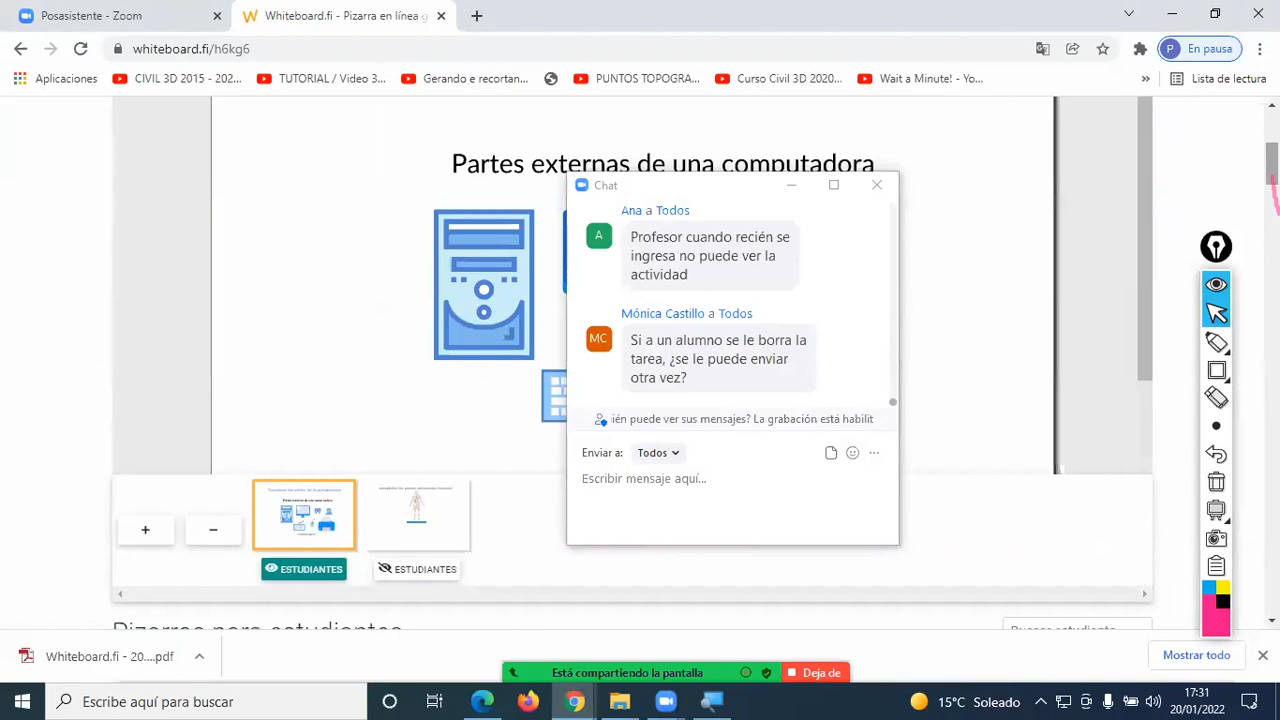 Posasistente - Zoom
Whiteboard.fi - Pizarra en línea g
whiteboard.fi/h6kg6
P En pausa
Aplicaciones
CIVIL 3D 2015 - 202...
TUTORIAL / Video 3...
Gerando e recortan...
PUNTOS TOPOGRA...
Curso Civil 3D 2020...
Wait a Minute! - Yo...
»
Lista de lectura
Partes externas de una computadora
Chat
Ana a Todos
A
Profesor cuando recién se
ingresa no puede ver la
actividad
Mónica Castillo a Todos
MC
Si a un alumno se le borra la
tarea, ¿se le puede enviar
otra vez?
ién puede ver sus mensajes? La grabación está habilit
Enviar a: Todos
Escribir mensaje aquí...
+
−
ESTUDIANTES
ESTUDIANTES
Pizarras para estudiantes
Whiteboard.fi - 20....pdf
Mostrar todo
Está compartiendo la pantalla
Deja de
Escribe aquí para buscar
15°C Soleado
17:31
20/01/2022